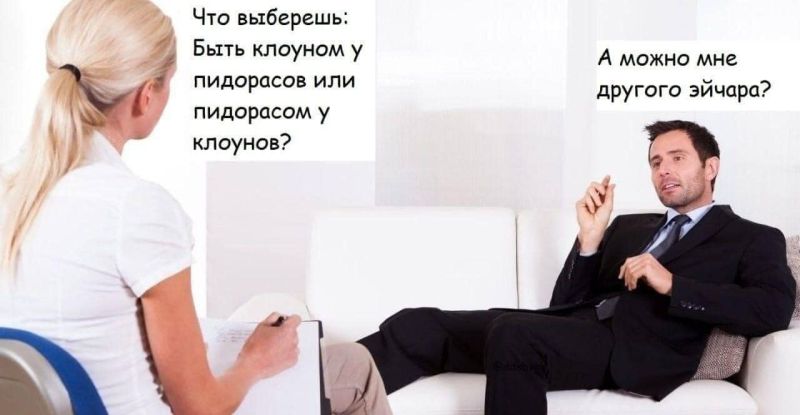 Что выберешь:
Быть клоуном у
пидорасов или
пидорасом у
клоунов?
А можно мне
другого эйчара?